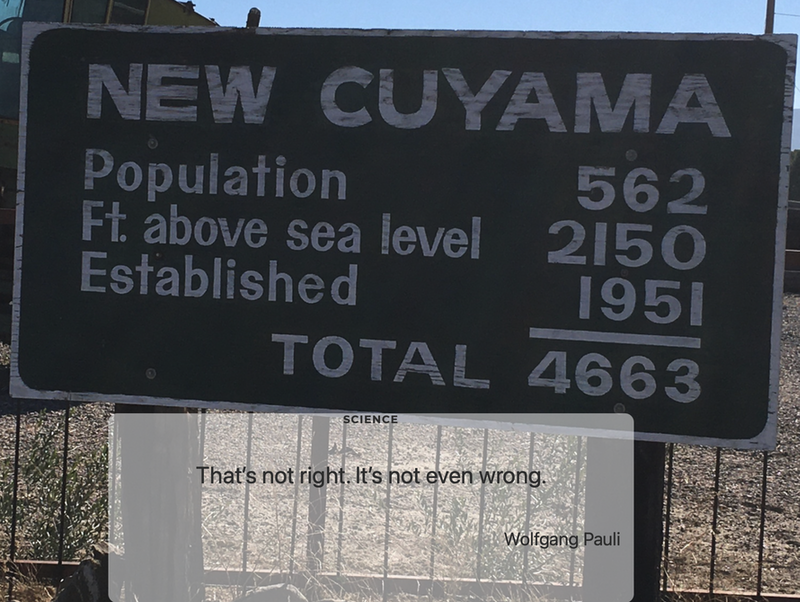 NEW CUYAMA
Population 562
Ft. above sea level 2150
Established 1951
TOTAL 4663
SCIENCE
That's not right. It's not even wrong.
Wolfgang Pauli